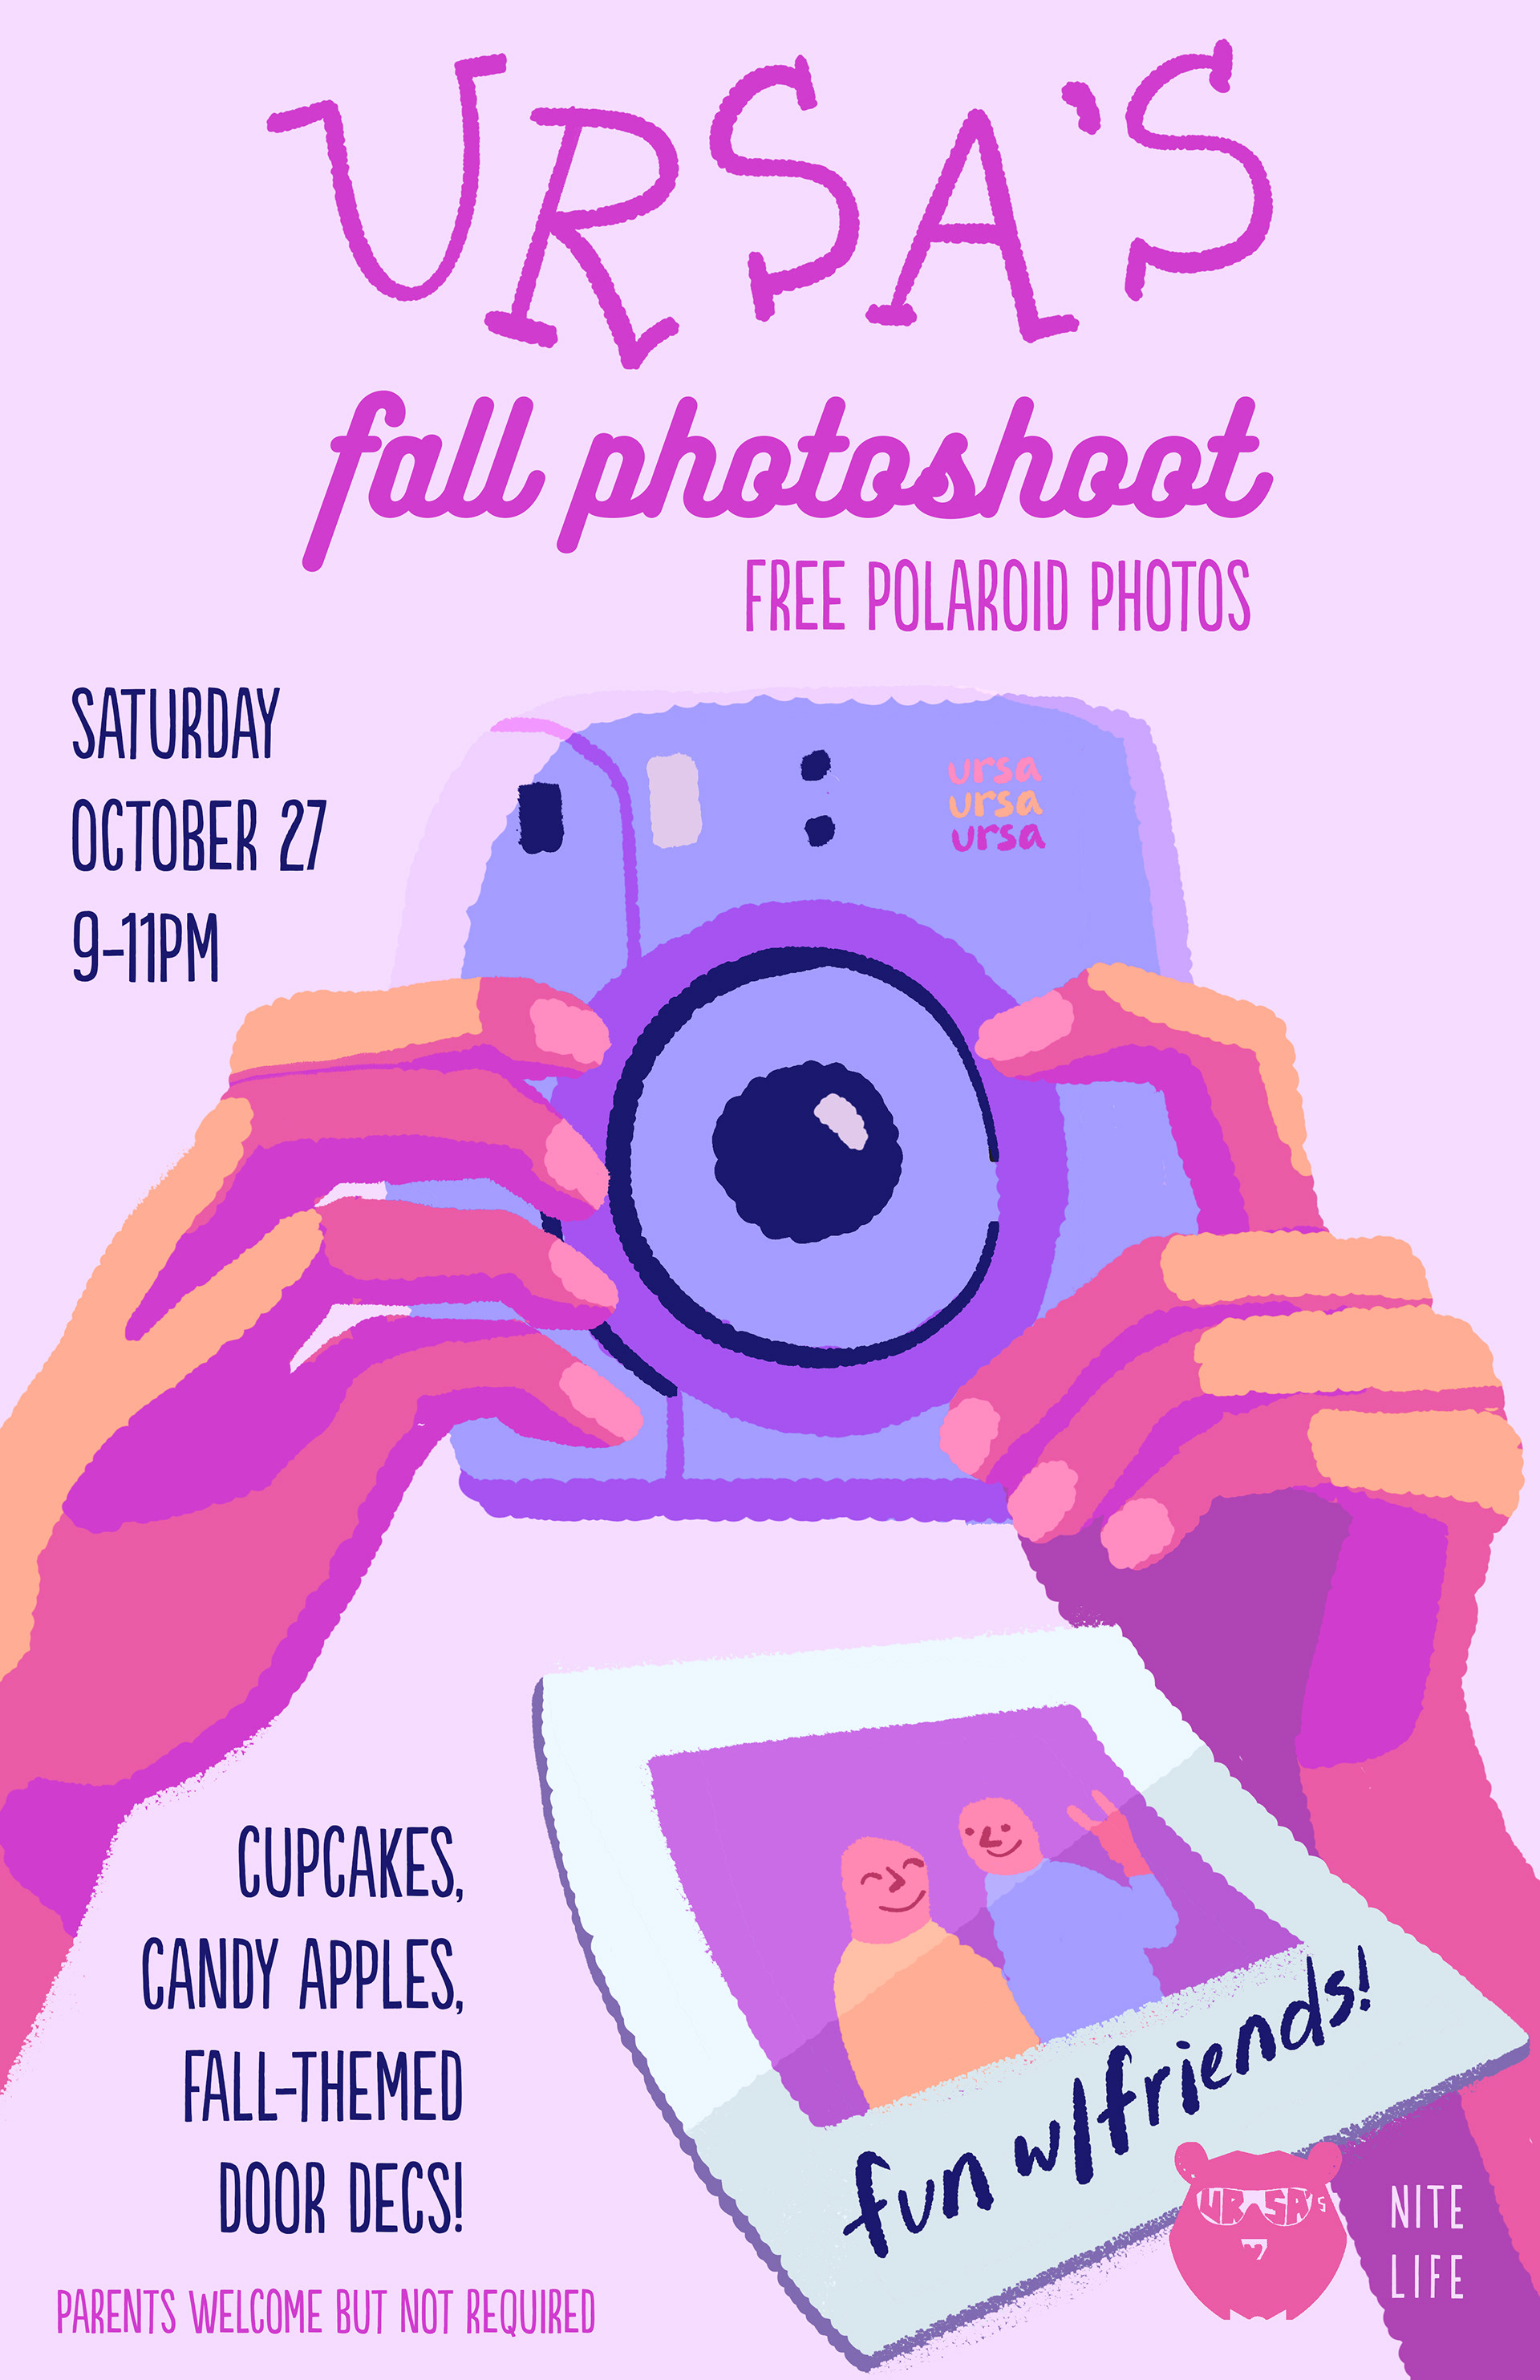 URSA'S
fall photoshoot
FREE POLAROID PHOTOS
SATURDAY
OCTOBER 27
9-11PM
ursa
ursa
ursa
CUPCAKES,
CANDY APPLES,
FALL-THEMED
DOOR DECS!
PARENTS WELCOME BUT NOT REQUIRED
fun w/friends!
URSA'S
NITE
LIFE